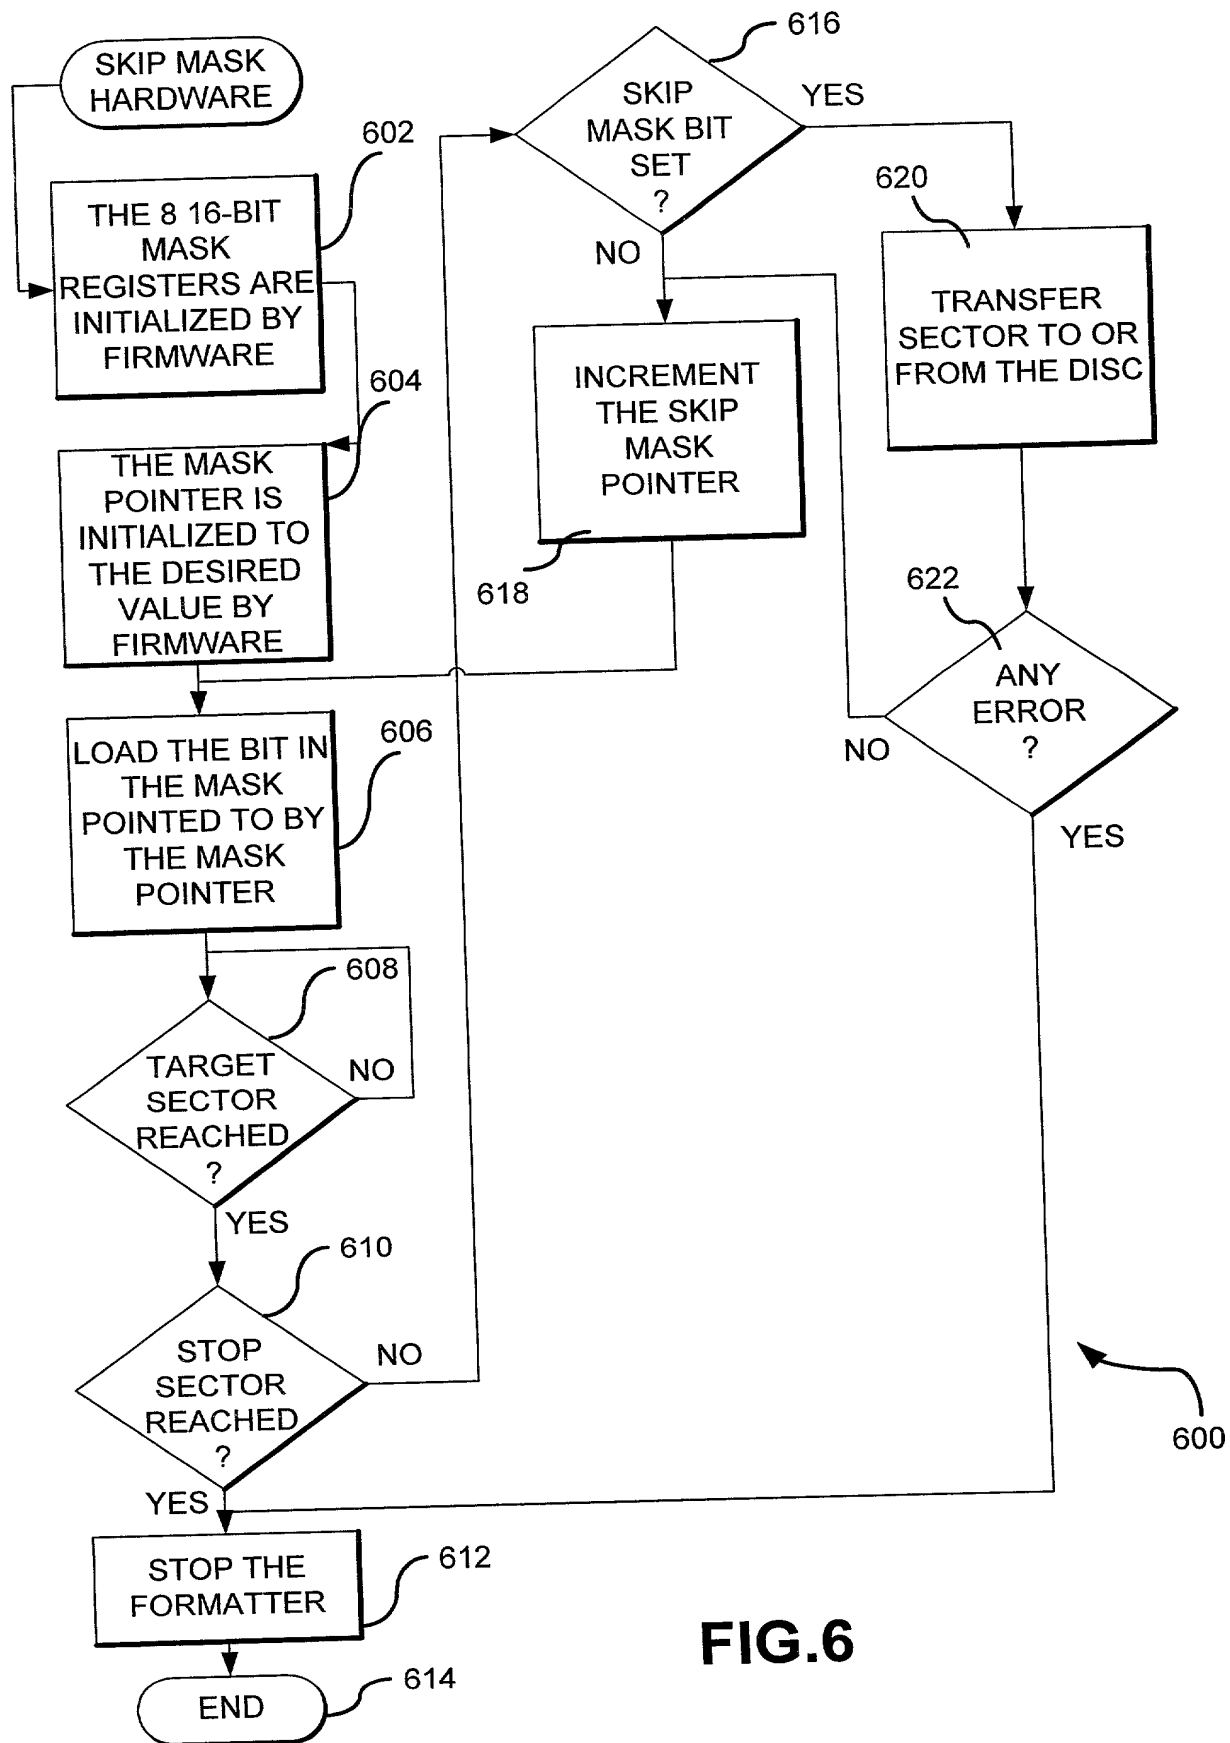 SKIP MASK
HARDWARE
602
THE 8 16-BIT
MASK
REGISTERS ARE
INITIALIZED BY
FIRMWARE
604
THE MASK
POINTER IS
INITIALIZED TO
THE DESIRED
VALUE BY
FIRMWARE
606
LOAD THE BIT IN
THE MASK
POINTED TO BY
THE MASK
POINTER
608
TARGET
SECTOR
REACHED
?
NO
YES
610
STOP
SECTOR
REACHED
?
NO
YES
STOP THE
FORMATTER
612
END
614
616
SKIP
MASK BIT
SET
?
YES
NO
INCREMENT
THE SKIP
MASK
POINTER
618
620
TRANSFER
SECTOR TO OR
FROM THE DISC
622
ANY
ERROR
?
NO
YES
600
FIG.6